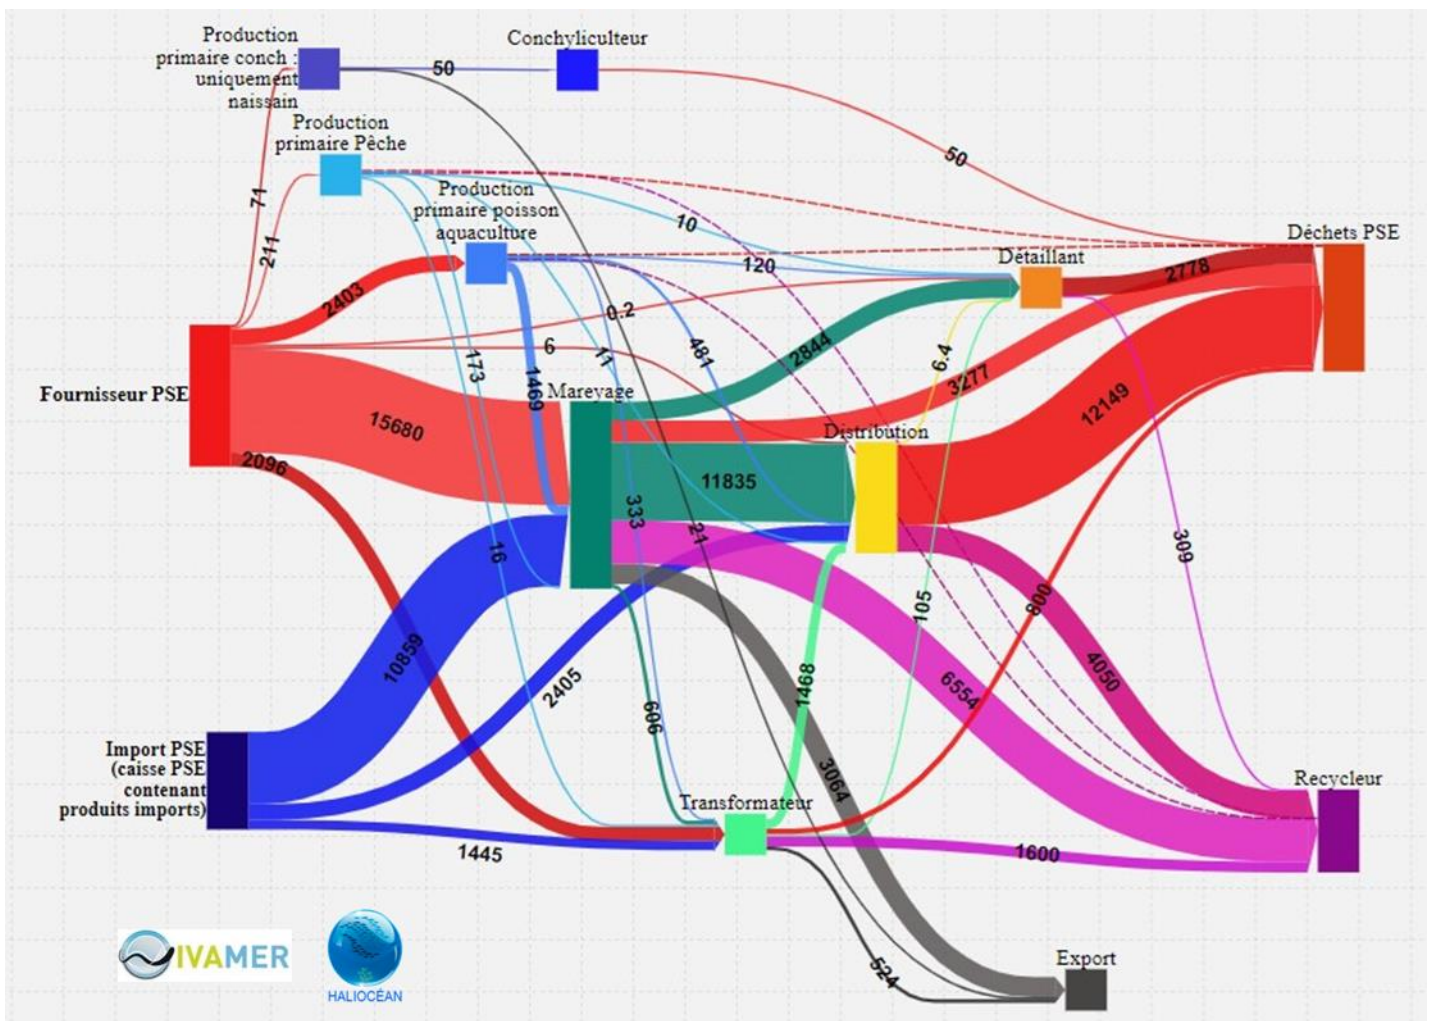 Production
primaire conch :
uniquement
naissain
Conchyliculteur
50
Production
primaire Pêche
71
211
50
Production
primaire poisson
aquaculture
10
120
Détaillant
Déchets PSE
2778
2403
0.2
6
11
481
2844
6.4
3277
173
1469
Mareyage
Fournisseur PSE
15680
12149
Distribution
2096
11835
333
21
16
309
105
800
10859
2405
606
1468
6554
4050
Import PSE
(caisse PSE
contenant
produits imports)
3064
Transformateur
Recycleur
1445
1600
524
Export
IVAMER
HALIOCÉAN